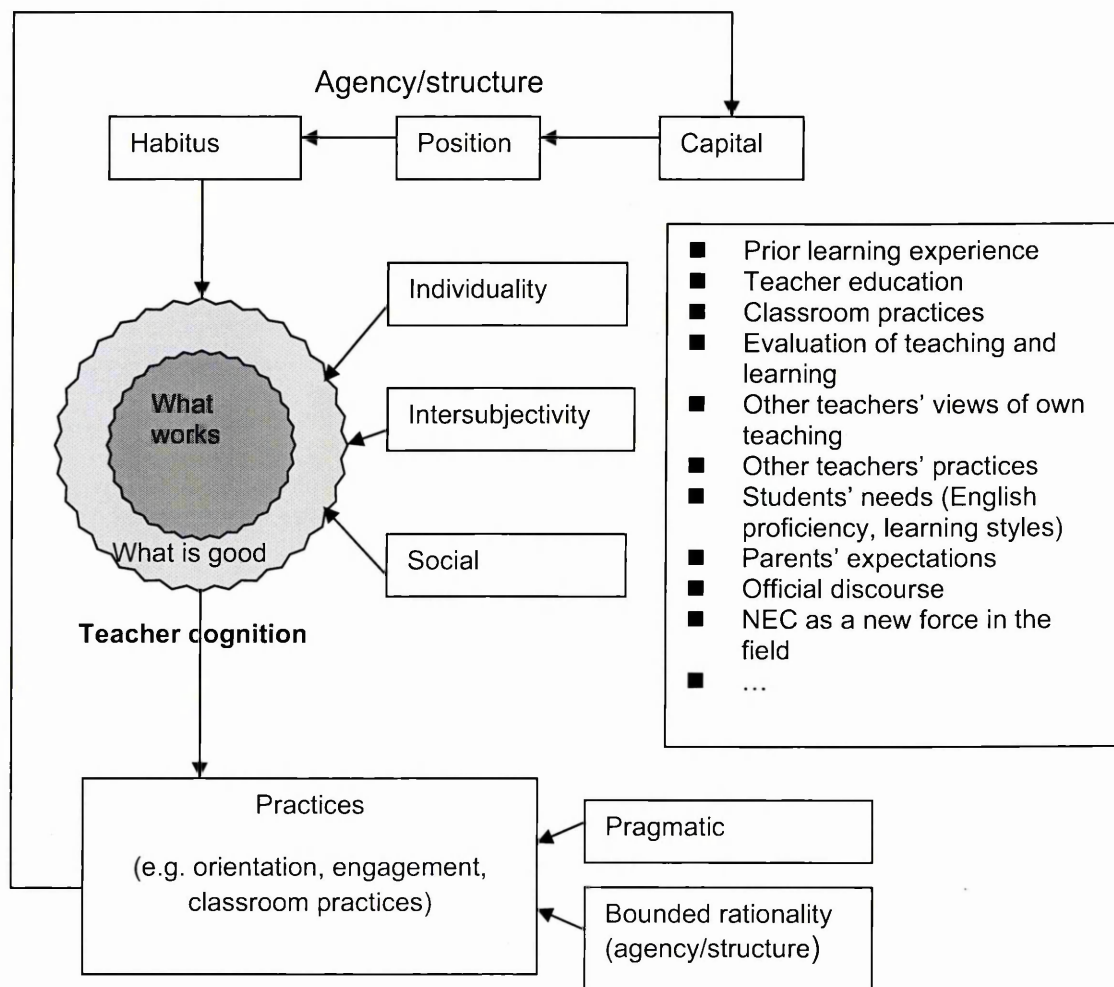 Agency/structure
Habitus
Position
Capital
Individuality
Intersubjectivity
Social
What
works
What is good
Teacher cognition
■ Prior learning experience
■ Teacher education
■ Classroom practices
■ Evaluation of teaching and
learning
■ Other teachers’ views of own
teaching
■ Other teachers’ practices
■ Students’ needs (English
proficiency, learning styles)
■ Parents’ expectations
■ Official discourse
■ NEC as a new force in the
field
■ ...
Practices
(e.g. orientation, engagement,
classroom practices)
Pragmatic
Bounded rationality
(agency/structure)